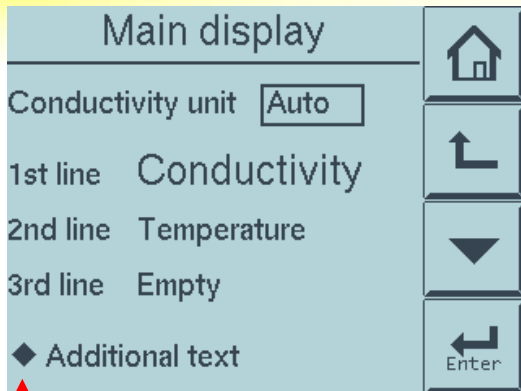 Main display
Conductivity unit Auto
1st line Conductivity
2nd line Temperature
3rd line Empty
Additional text
Enter